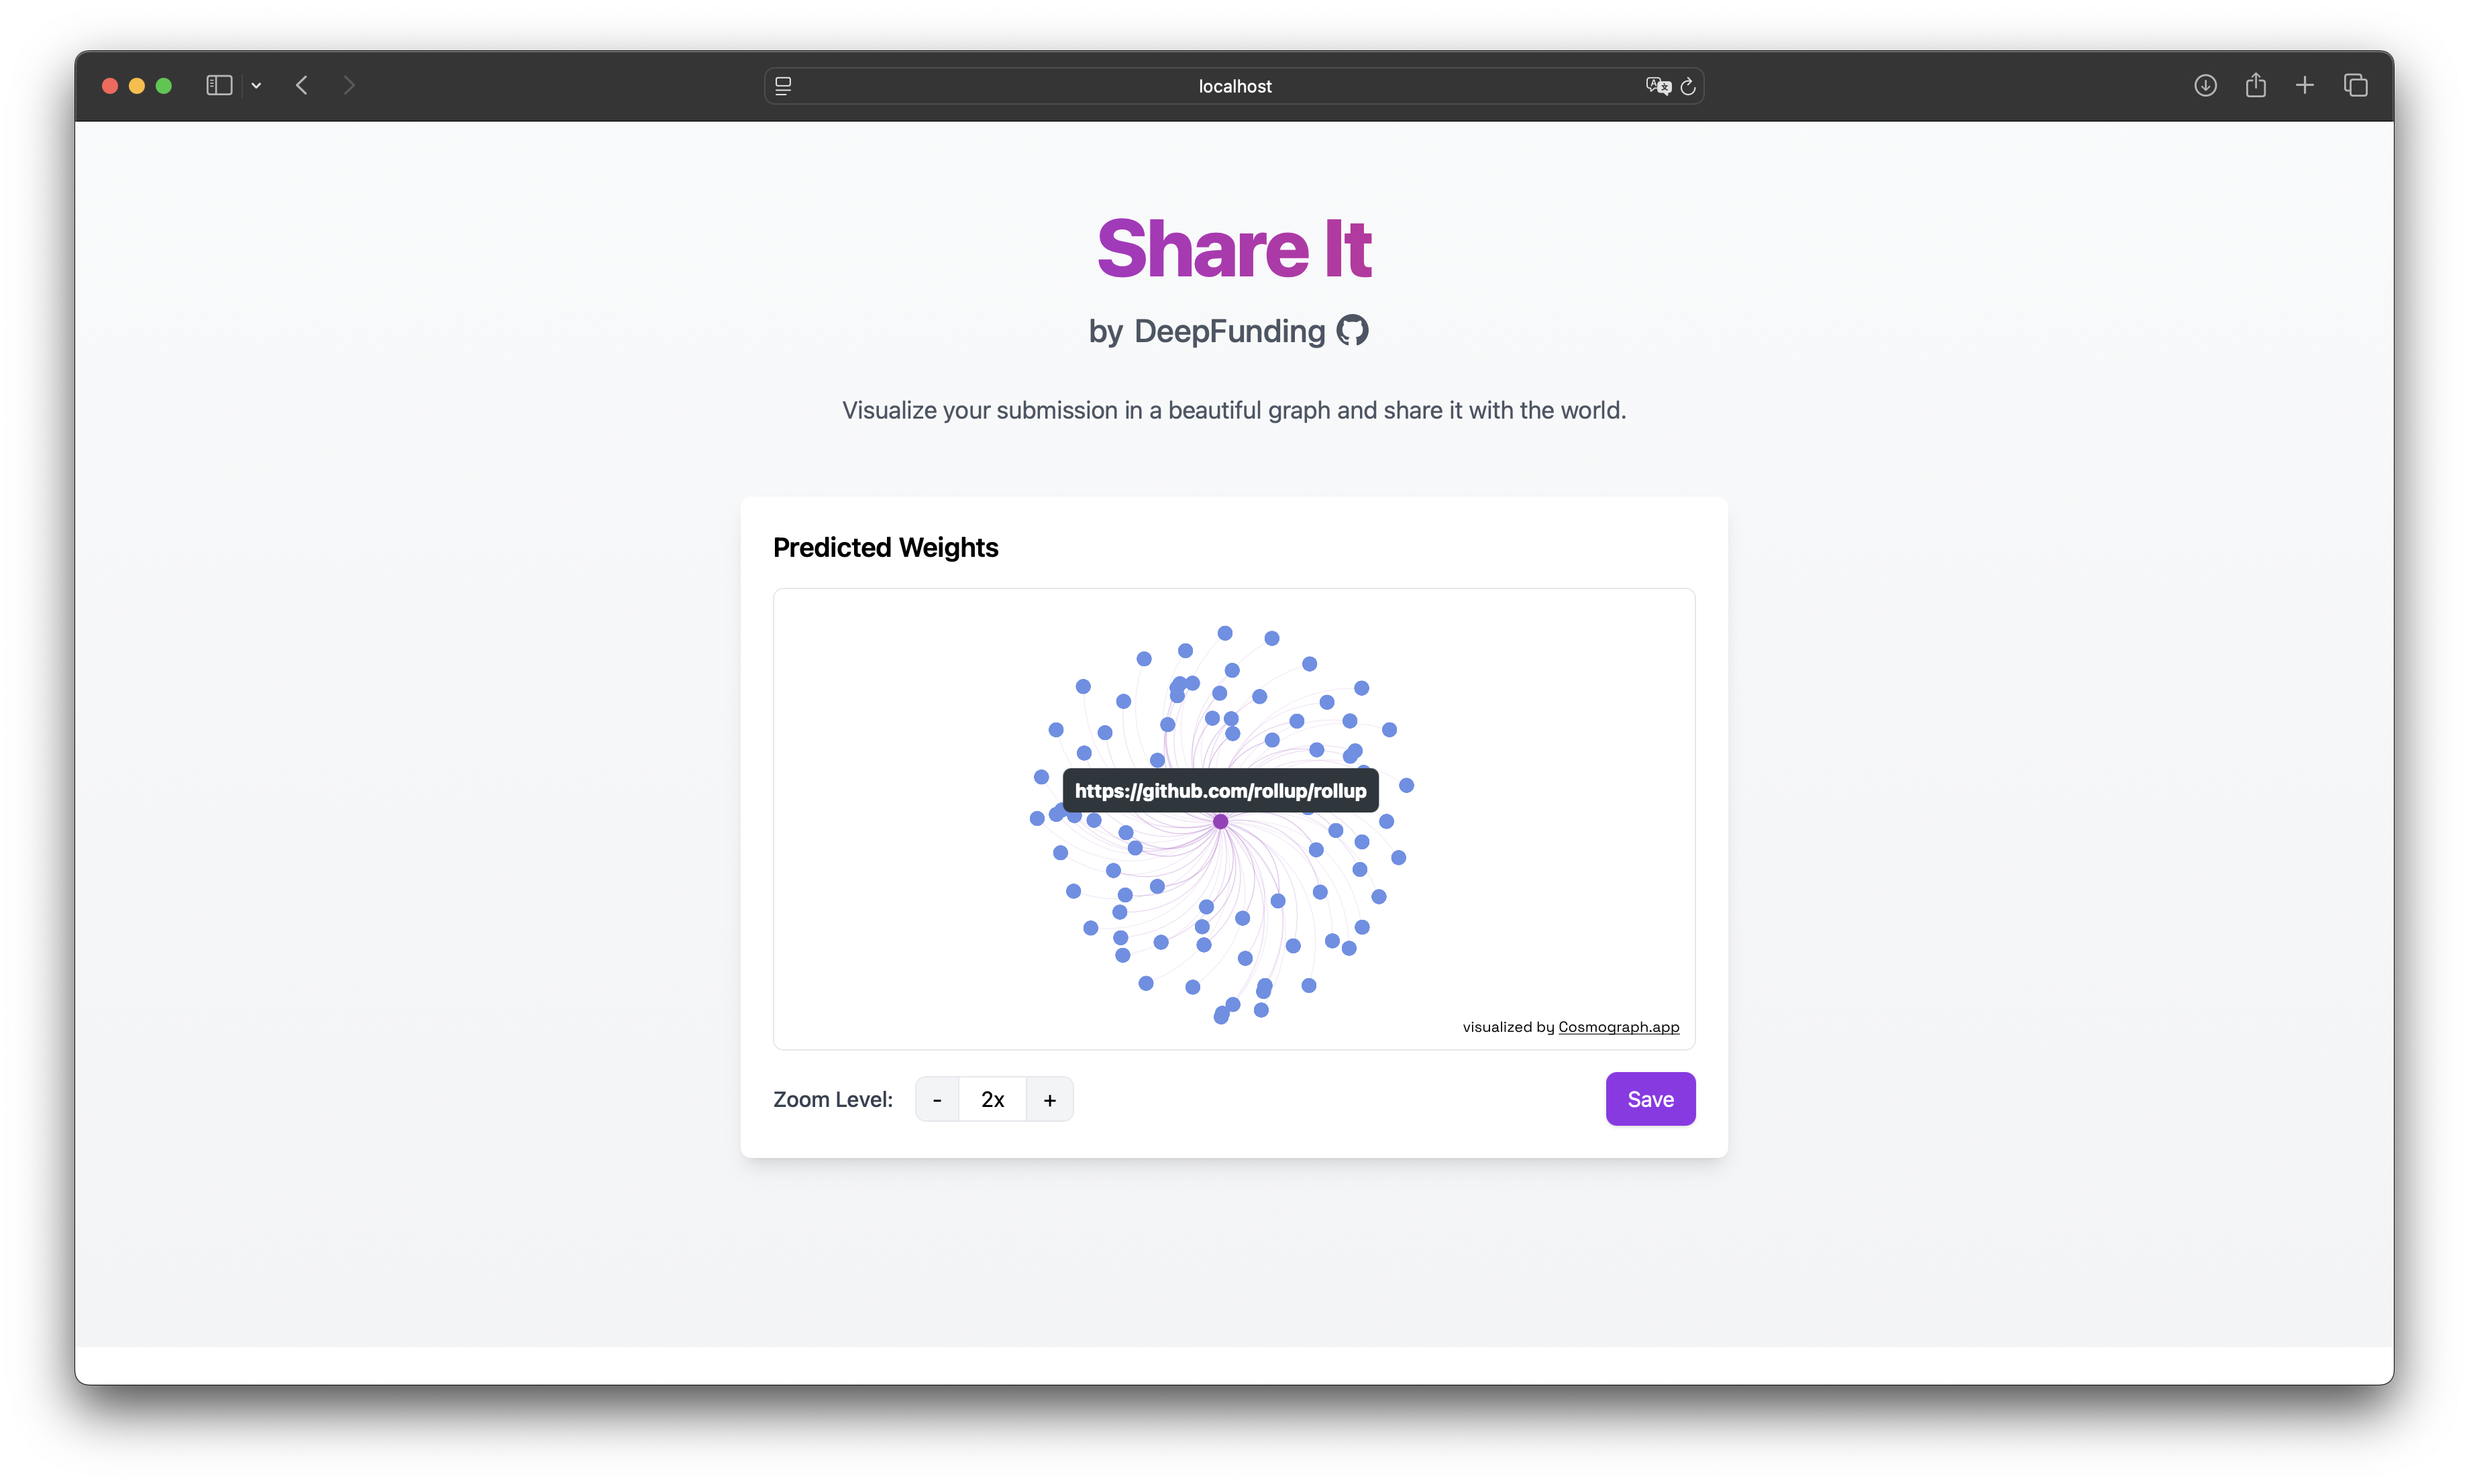 localhost
Share It
by DeepFunding
Visualize your submission in a beautiful graph and share it with the world.
Predicted Weights
https://github.com/rollup/rollup
visualized by Cosmograph.app
Zoom Level: - 2x + Save